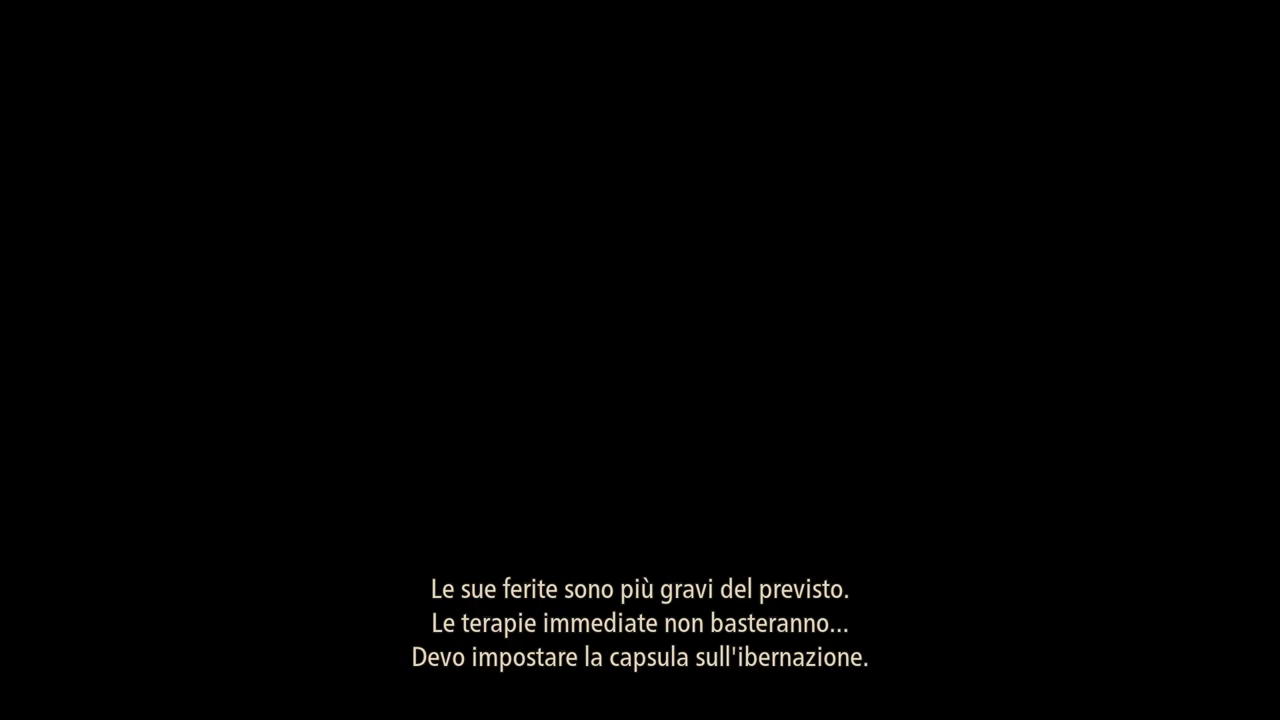 Le sue ferite sono più gravi del previsto.
Le terapie immediate non basteranno...
Devo impostare la capsula sull'ibernazione.